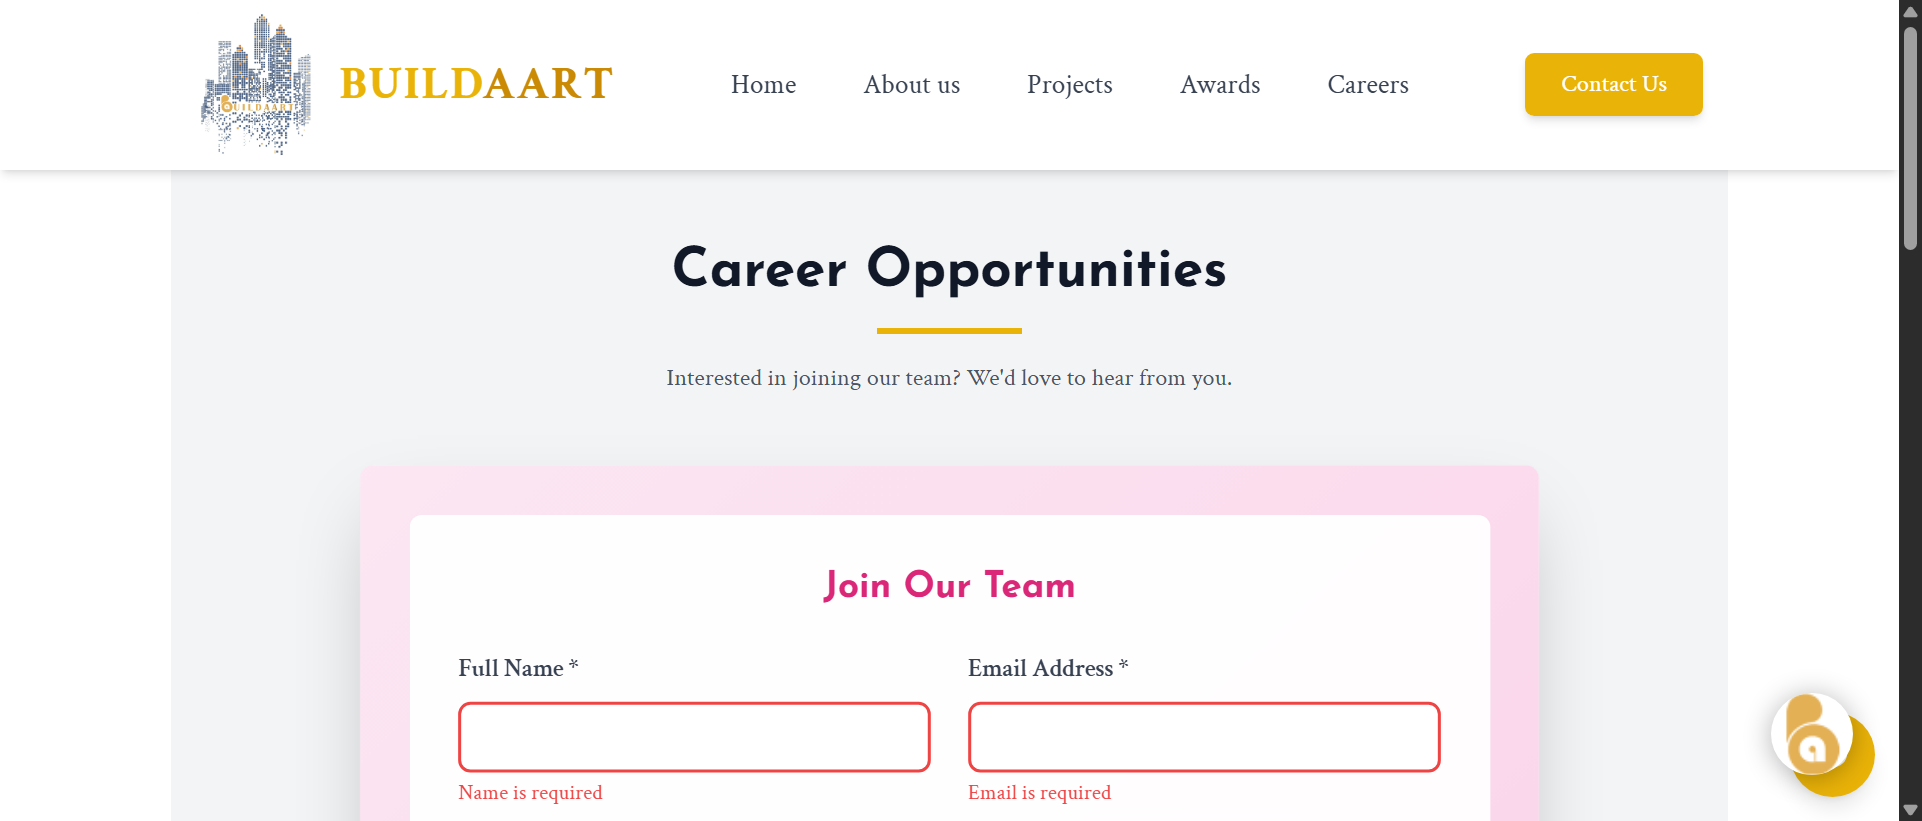 BUILDAART
BUILDAART
Home
About us
Projects
Awards
Careers
Contact Us
Career Opportunities
Interested in joining our team? We'd love to hear from you.
Join Our Team
Full Name *
Email Address *
Name is required
Email is required
ba